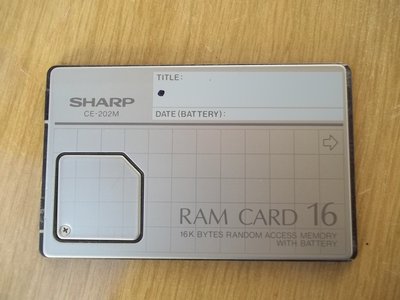 TITLE:
SHARP
CE-202M
DATE (BATTERY):
RAM CARD 16
16K BYTES RANDOM ACCESS MEMORY
WITH BATTERY